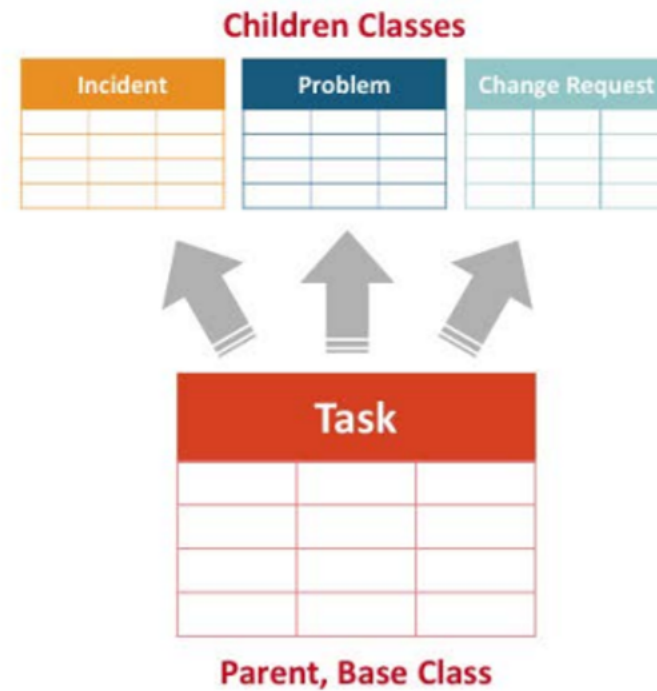 Children Classes
Incident
Problem
Change Request
Task
Parent, Base Class